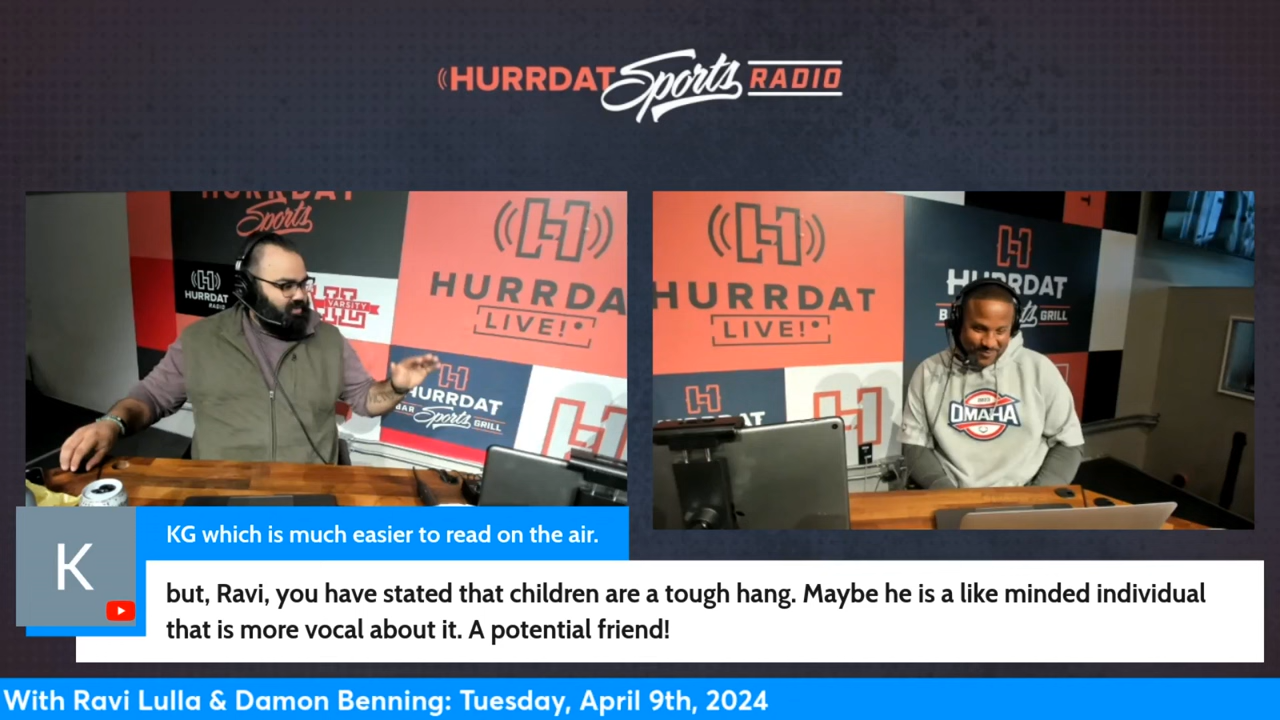 HURRDAT Sports RADIO
HURRDAT
Sports
HURRDAT
RADIO
VARSITY
HURRDA
LIVE!
HURRDAT
BAR Sports GRILL
HURRDAT
LIVE!
HURRDAT
GRILL
OMAHA
KG which is much easier to read on the air.
but, Ravi, you have stated that children are a tough hang. Maybe he is a like minded individual
that is more vocal about it. A potential friend!
K
With Ravi Lulla & Damon Benning: Tuesday, April 9th, 2024